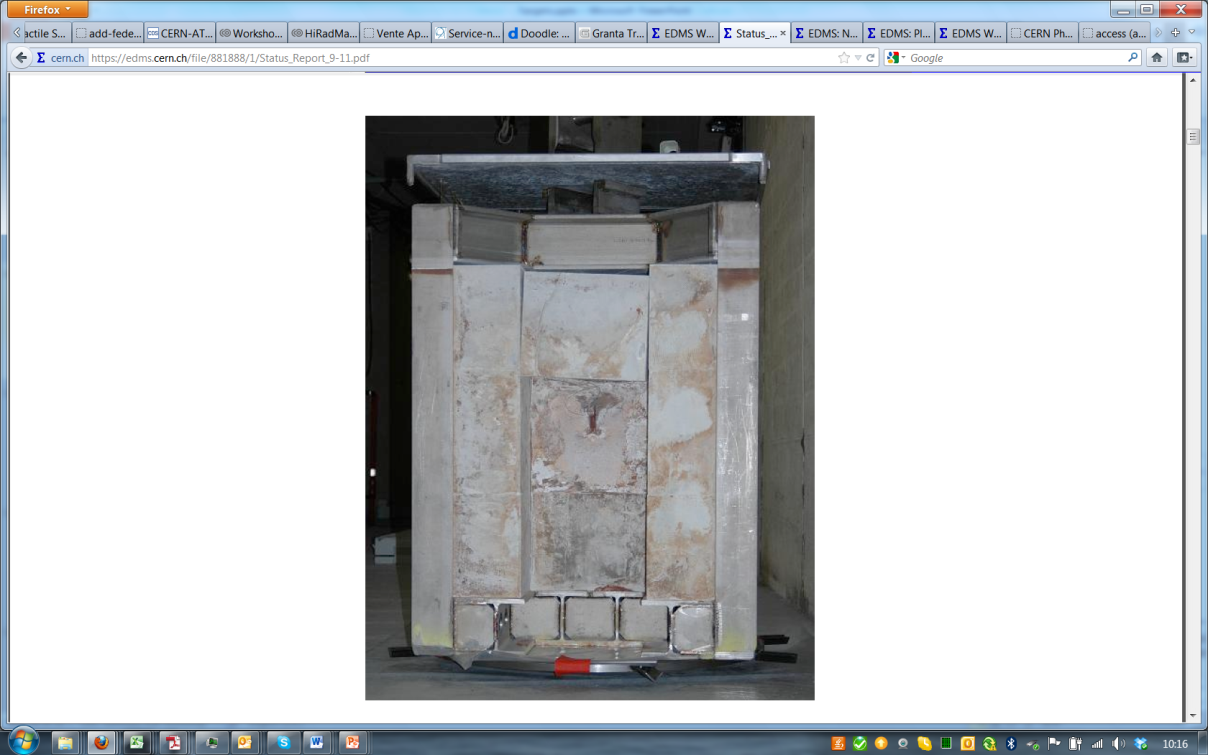 Firefox
actile S...
add-fede...
CERN-AT...
Worksho...
HiRadMa...
Vente Ap...
Service-n...
Doodle: ...
Granta Tr...
EDMS W...
Status_...
EDMS: N...
EDMS: Pl...
EDMS W...
CERN Ph...
access (a...
cern.ch
https://edms.cern.ch/file/881888/1/Status_Report_9-11.pdf
Google
10:16